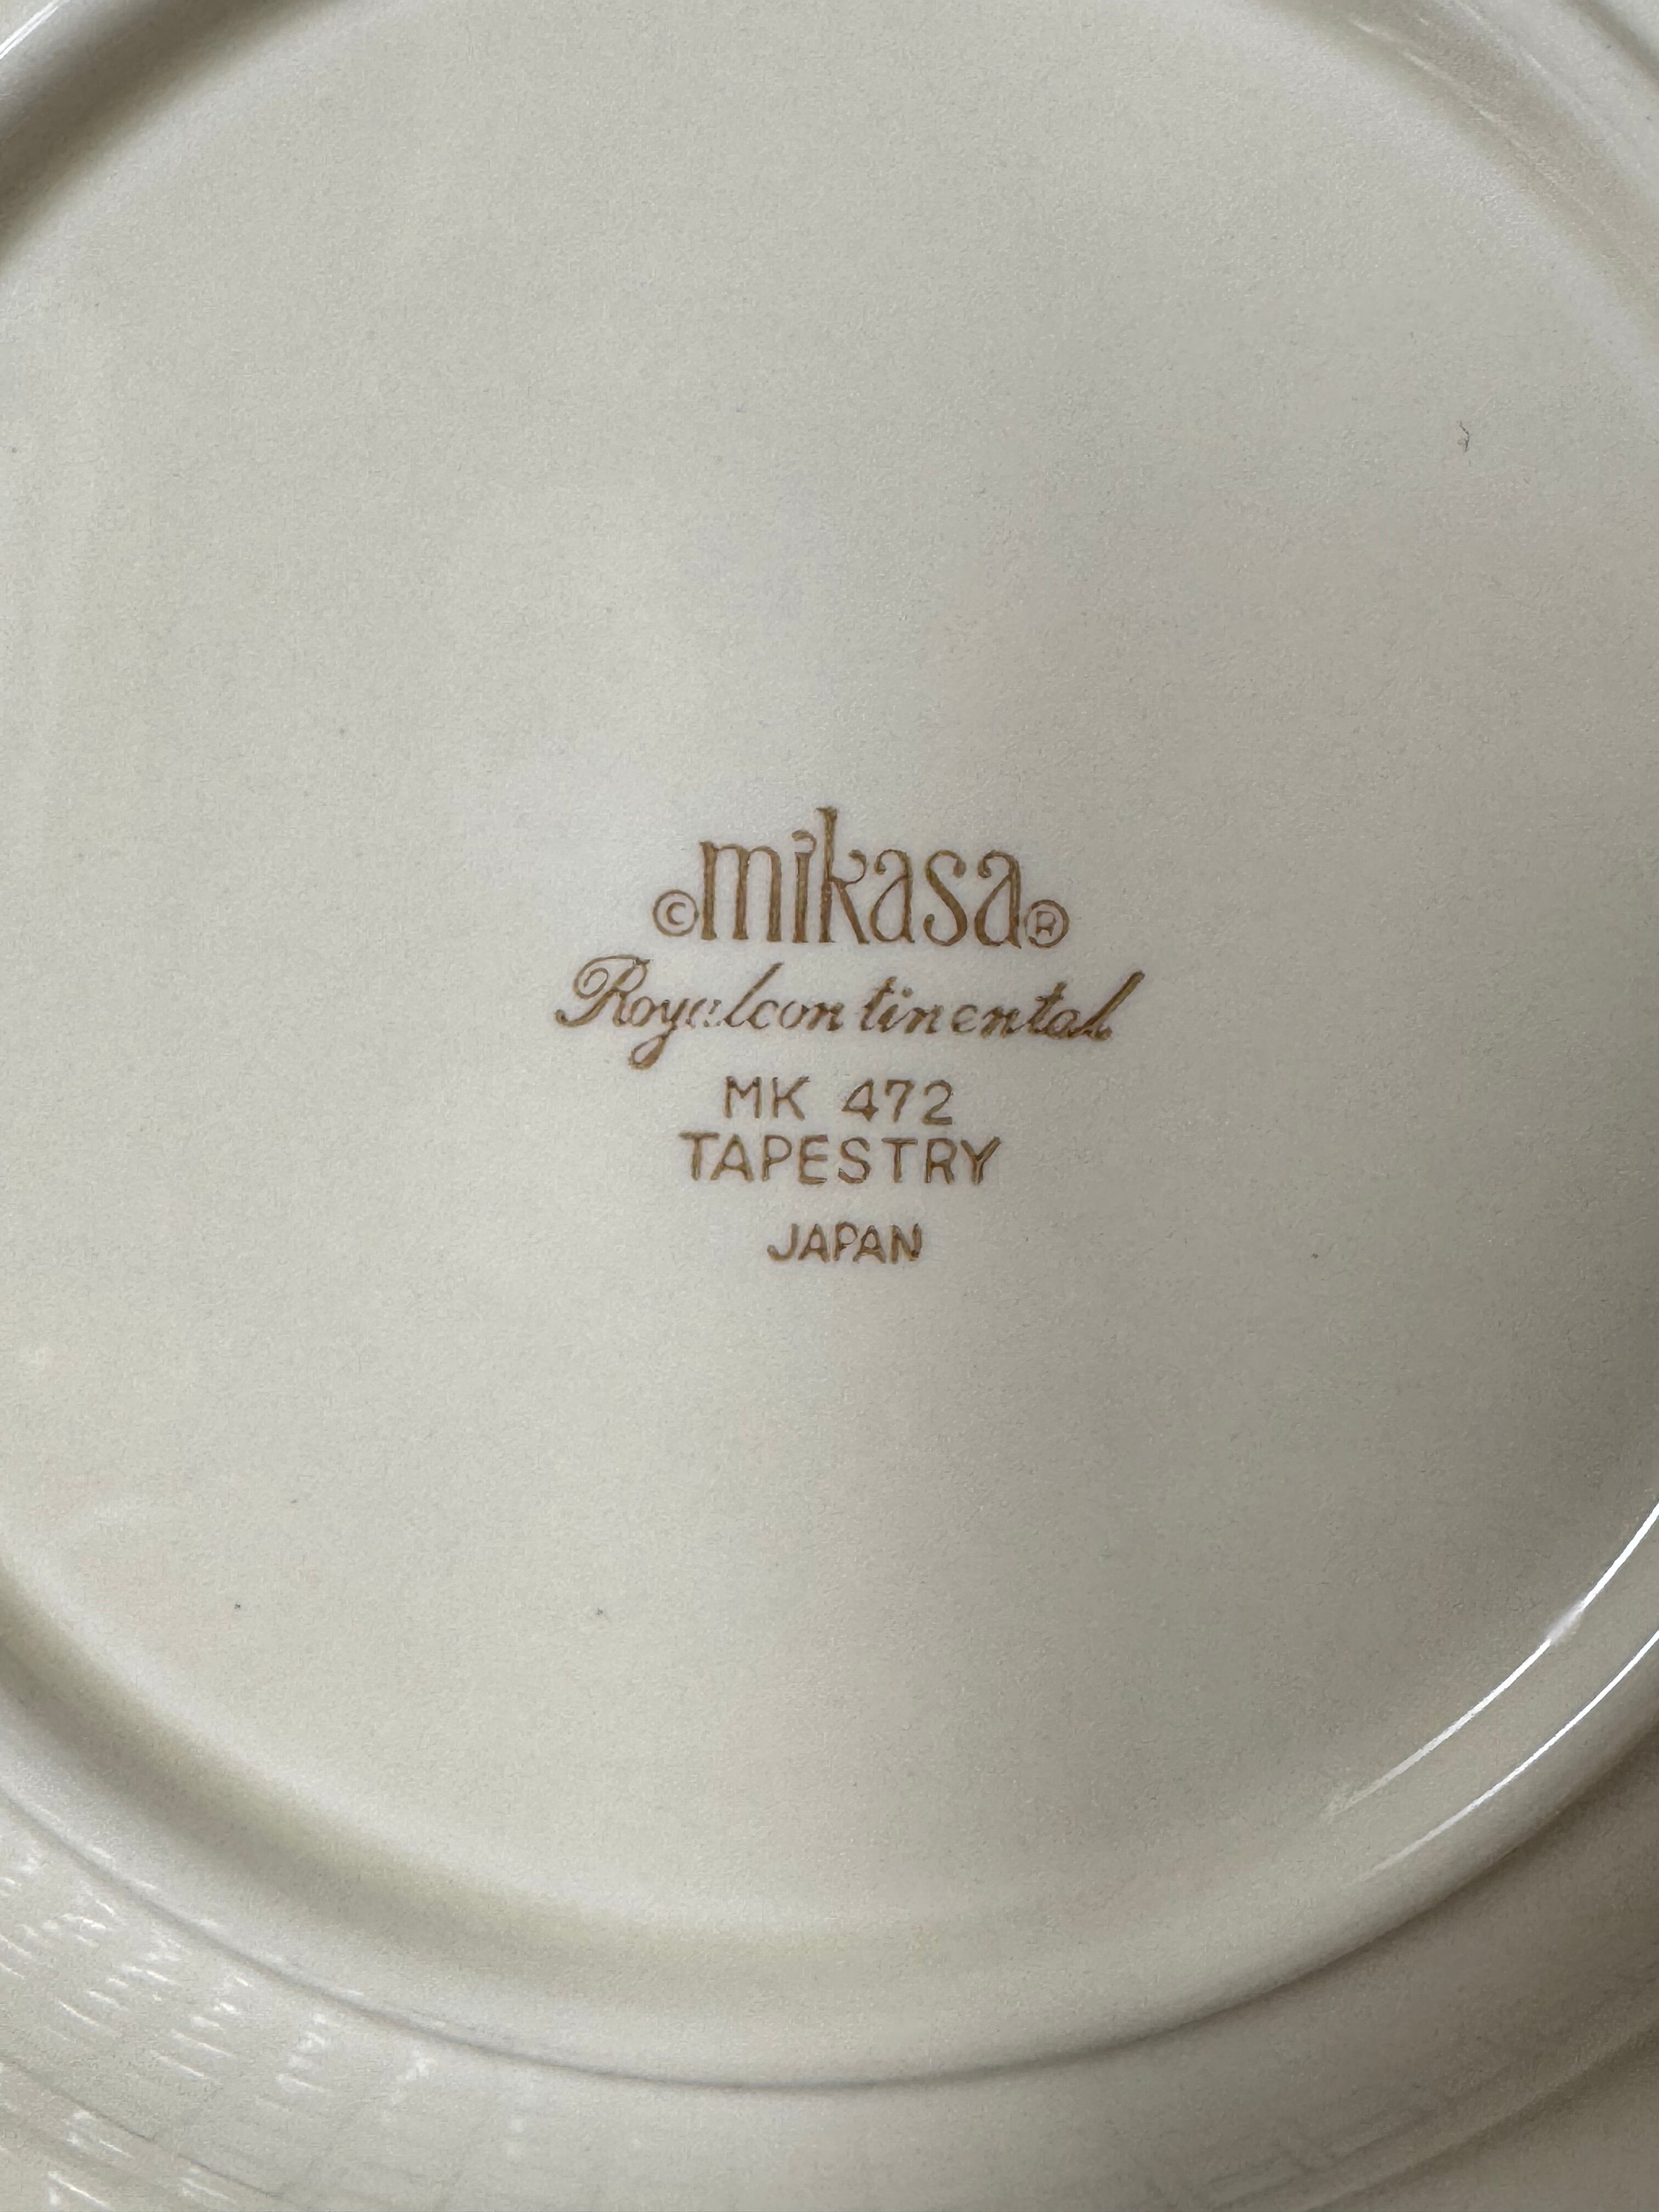 ©mikasa®
Royalcontinental
MK 472
TAPESTRY
JAPAN